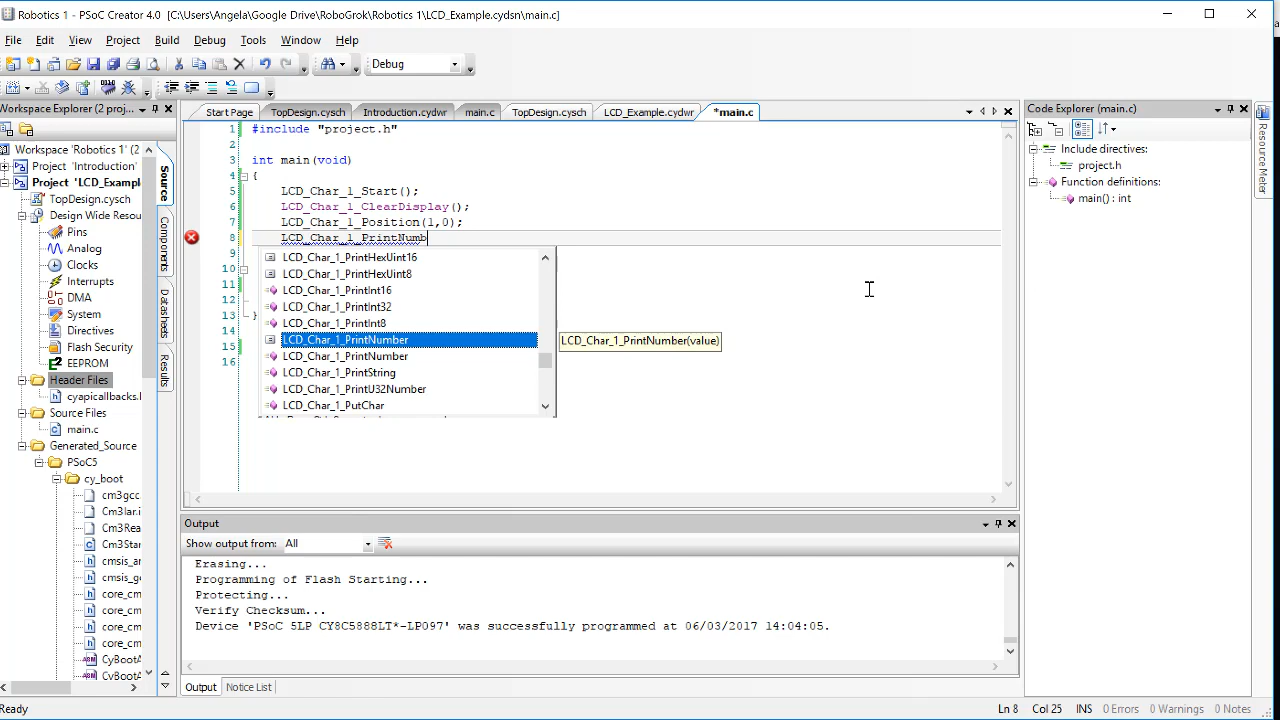 Robotics 1 - PSoC Creator 4.0 [C:\Users\Angela\Google Drive\RoboGrok\Robotics 1\LCD_Example.cydsn\main.c]
File Edit View Project Build Debug Tools Window Help
Debug
Workspace Explorer (2 proj...
Workspace 'Robotics 1' (2
Project 'Introduction'
Project 'LCD_Example
TopDesign.cysch
Design Wide Resou
Pins
Analog
Clocks
Interrupts
DMA
System
Directives
Flash Security
EEPROM
Header Files
cyapicallbacks.
Source Files
main.c
Generated_Source
PSoC5
cy_boot
cm3gcc.
Cm3Iar.i
Cm3Rea
Cm3Star
cmsis_ar
cmsis_ge
core_cm
core_cm
core_cm
core_cm
CyBootA
CyBootA
Source
Components
Datasheets
Results
Start Page TopDesign.cysch Introduction.cydwr main.c TopDesign.cysch LCD_Example.cydwr *main.c
1 #include "project.h"
2
3 int main(void)
4 {
5 LCD_Char_1_Start();
6 LCD_Char_1_ClearDisplay();
7 LCD_Char_1_Position(1,0);
8 LCD_Char_1_PrintNumb
9
10
11
12
13 }
14
15
16
LCD_Char_1_PrintHexUint16
LCD_Char_1_PrintHexUint8
LCD_Char_1_PrintInt16
LCD_Char_1_PrintInt32
LCD_Char_1_PrintInt8
LCD_Char_1_PrintNumber
LCD_Char_1_PrintNumber
LCD_Char_1_PrintString
LCD_Char_1_PrintU32Number
LCD_Char_1_PutChar
LCD_Char_1_PrintNumber(value)
Output
Show output from: All
Erasing...
Programming of Flash Starting...
Protecting...
Verify Checksum...
Device 'PSoC 5LP CY8C5888LT*-LP097' was successfully programmed at 06/03/2017 14:04:05.
Output Notice List
Code Explorer (main.c)
Include directives:
project.h
Function definitions:
main() : int
Resource Meter
Ready
Ln 8 Col 25 INS 0 Errors 0 Warnings 0 Notes